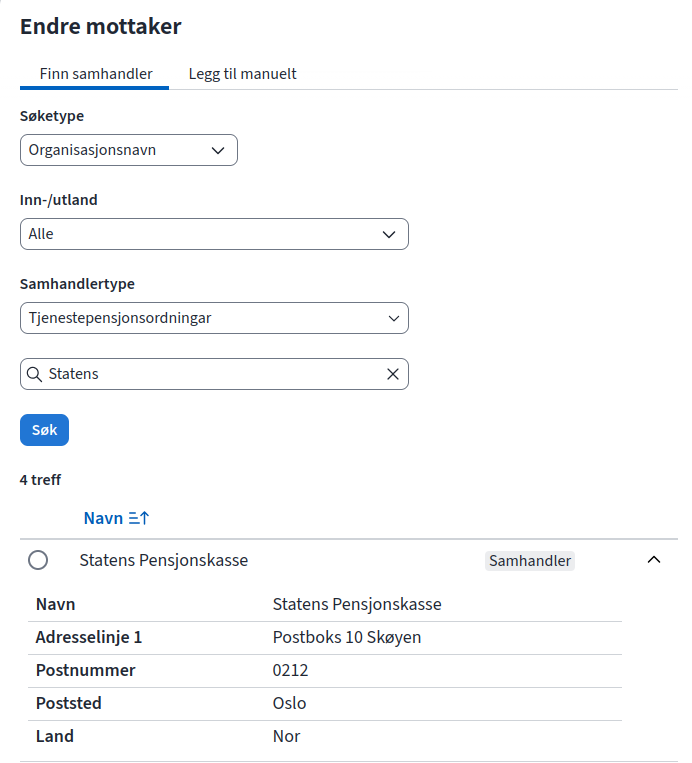 Endre mottaker
Finn samhandler Legg til manuelt
Søketype
Organisasjonsnavn
Inn-/utland
Alle
Samhandlertype
Tjenestepensjonsordningar
Statens
Søk
4 treff
Navn
Statens Pensjonskasse Samhandler
Navn Statens Pensjonskasse
Adresselinje 1 Postboks 10 Skøyen
Postnummer 0212
Poststed Oslo
Land Nor